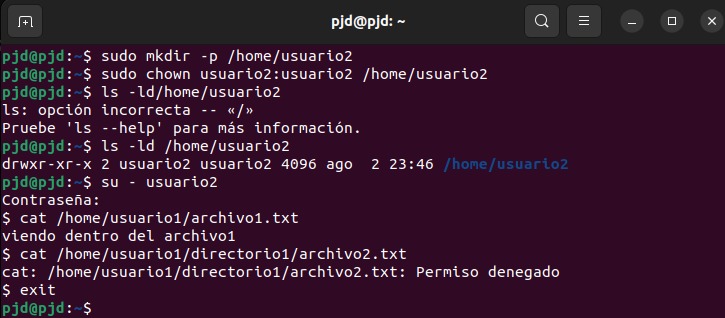 pjd@pjd: ~
pjd@pjd:~$ sudo mkdir -p /home/usuario2
pjd@pjd:~$ sudo chown usuario2:usuario2 /home/usuario2
pjd@pjd:~$ ls -ld/home/usuario2
ls: opción incorrecta -- «/»
Pruebe 'ls --help' para más información.
pjd@pjd:~$ ls -ld /home/usuario2
drwxr-xr-x 2 usuario2 usuario2 4096 ago  2 23:46 /home/usuario2
pjd@pjd:~$ su - usuario2
Contraseña:
$ cat /home/usuario1/archivo1.txt
viendo dentro del archivo1
$ cat /home/usuario1/directorio1/archivo2.txt
cat: /home/usuario1/directorio1/archivo2.txt: Permiso denegado
$ exit
pjd@pjd:~$